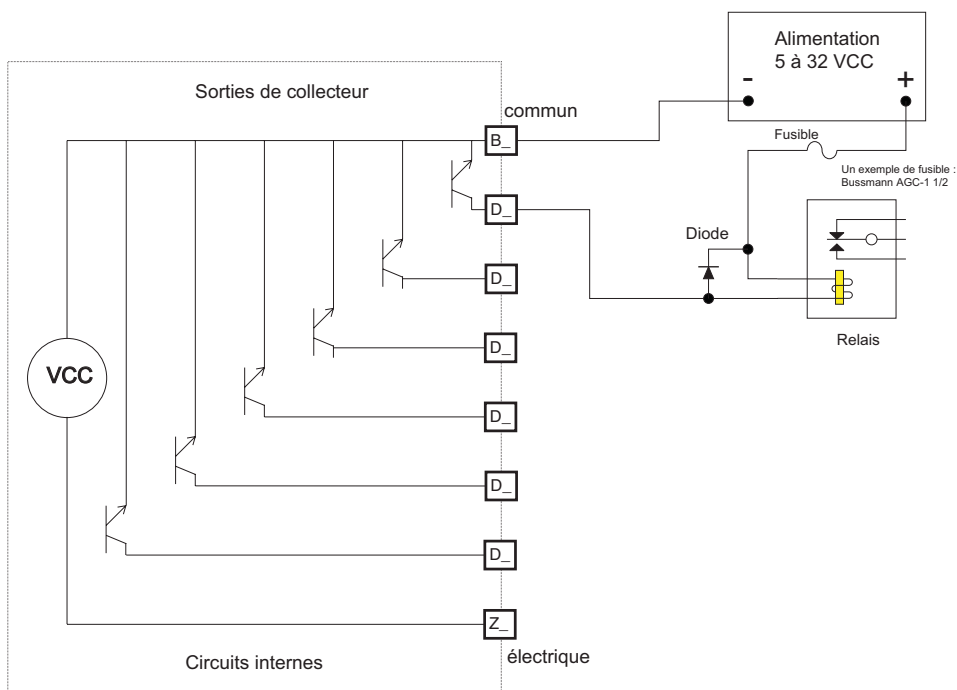 Alimentation
5 à 32 VCC
- +
Sorties de collecteur
commun
Fusible
B_
Un exemple de fusible :
Bussmann AGC-1 1/2
D_
Diode
D_
D_
Relais
VCC
D_
D_
D_
Z_
électrique
Circuits internes